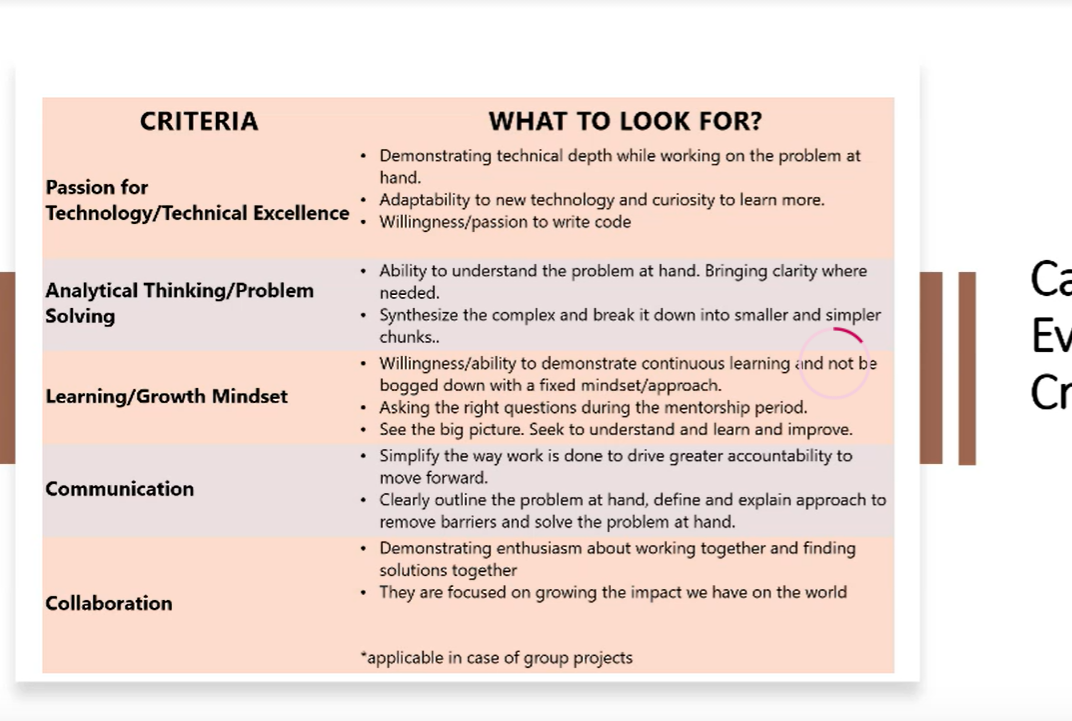 CRITERIA
WHAT TO LOOK FOR?
Passion for
Technology/Technical Excellence
• Demonstrating technical depth while working on the problem at
hand.
• Adaptability to new technology and curiosity to learn more.
• Willingness/passion to write code
Analytical Thinking/Problem
Solving
• Ability to understand the problem at hand. Bringing clarity where
needed.
• Synthesize the complex and break it down into smaller and simpler
chunks..
Learning/Growth Mindset
• Willingness/ability to demonstrate continuous learning and not be
bogged down with a fixed mindset/approach.
• Asking the right questions during the mentorship period.
• See the big picture. Seek to understand and learn and improve.
Communication
• Simplify the way work is done to drive greater accountability to
move forward.
• Clearly outline the problem at hand, define and explain approach to
remove barriers and solve the problem at hand.
Collaboration
• Demonstrating enthusiasm about working together and finding
solutions together
• They are focused on growing the impact we have on the world
*applicable in case of group projects
Ca
Ev
Cr